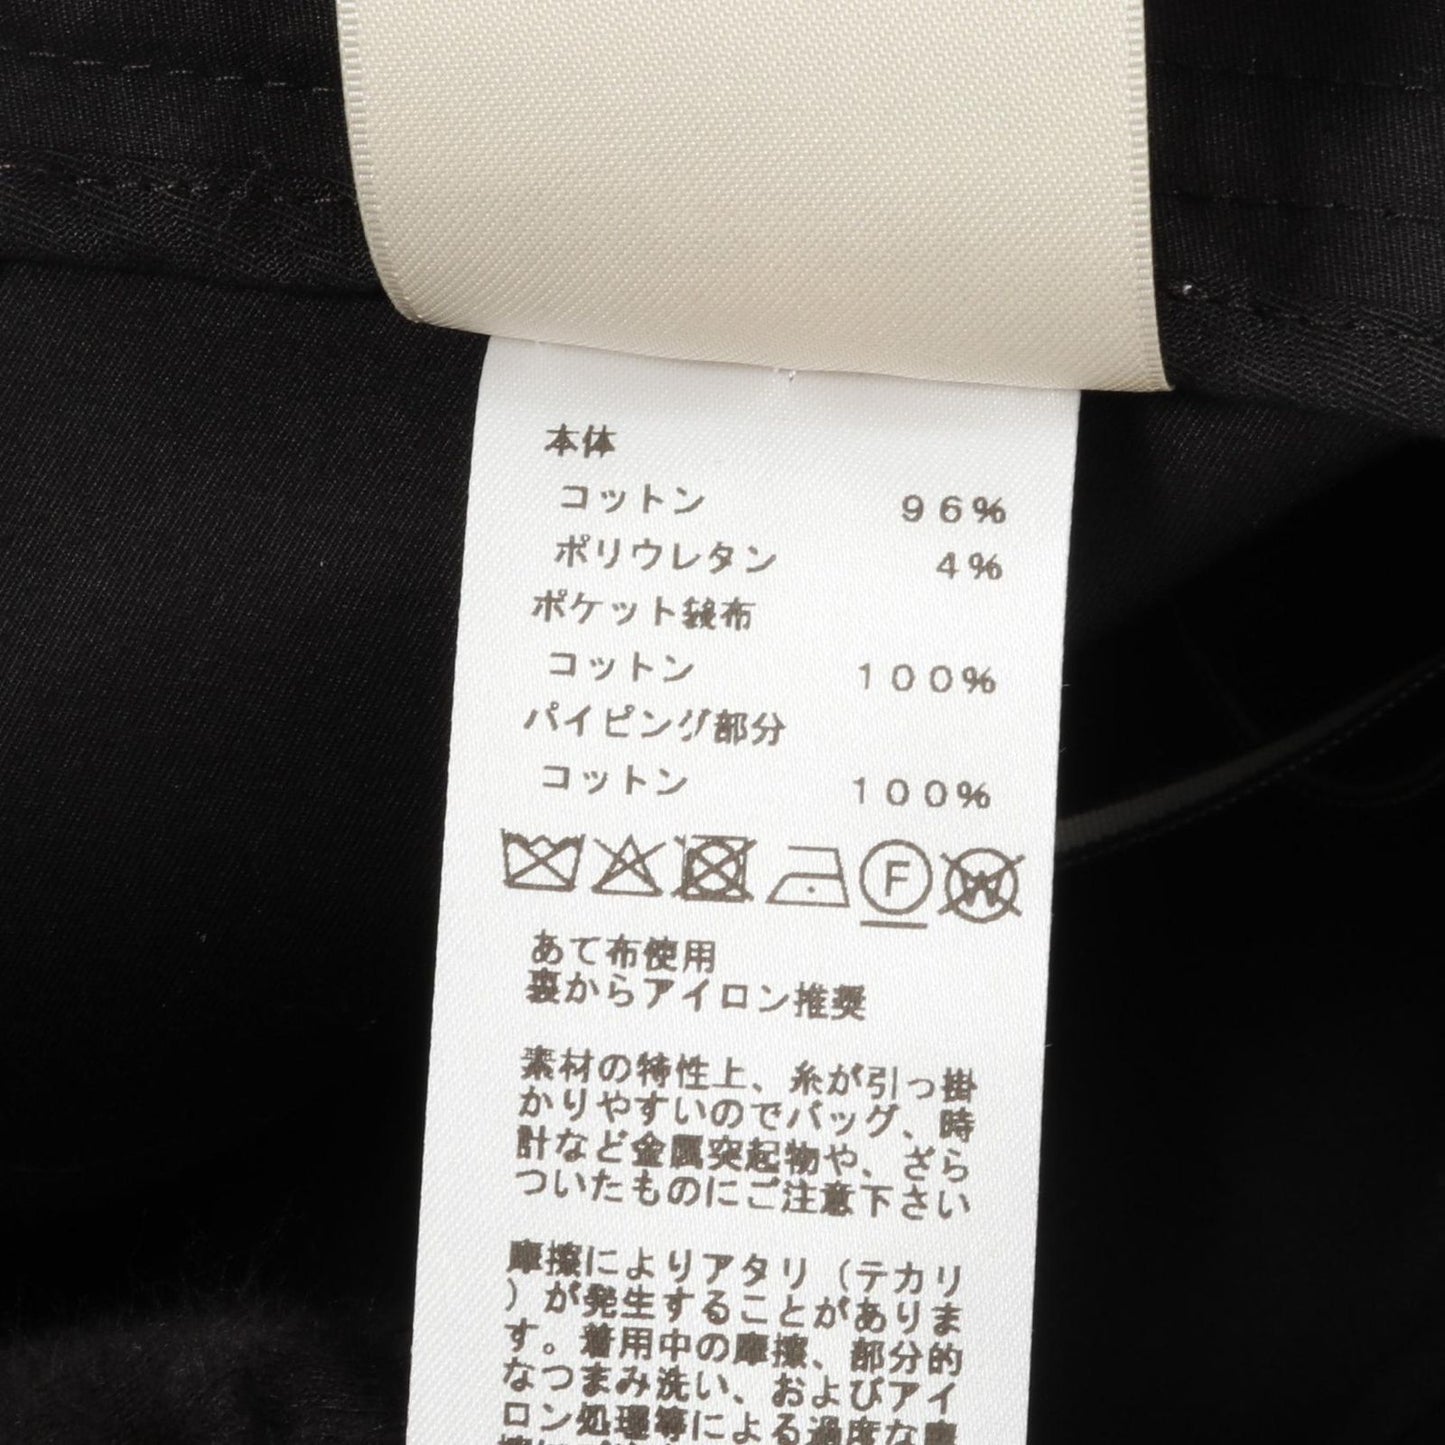 本体
コットン ９６％
ポリウレタン ４％
ポケット袋布
コットン １００％
パイピング部分
コットン １００％
F W
あて布使用
裏からアイロン推奨
素材の特性上、糸が引っ掛
かりやすいのでバッグ、時
計など金属突起物や、ざら
ついたものにご注意下さい
摩擦によりアタリ（テカリ
）が発生することがありま
す。着用中の摩擦、部分的
なつまみ洗い、およびアイ
ロン処理等による過度な摩